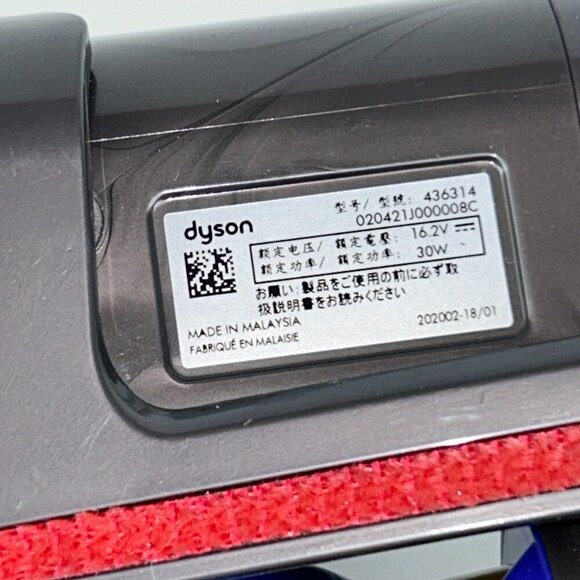 dyson
型号/ 型號: 436314
020421J000008C
额定电压/ 額定電壓: 16.2V ⎓
额定功率/ 額定功率: 30W
お願い: 製品をご使用の前に必ず取
扱説明書をお読みください
MADE IN MALAYSIA
FABRIQUÉ EN MALAISIE
202002-18/01